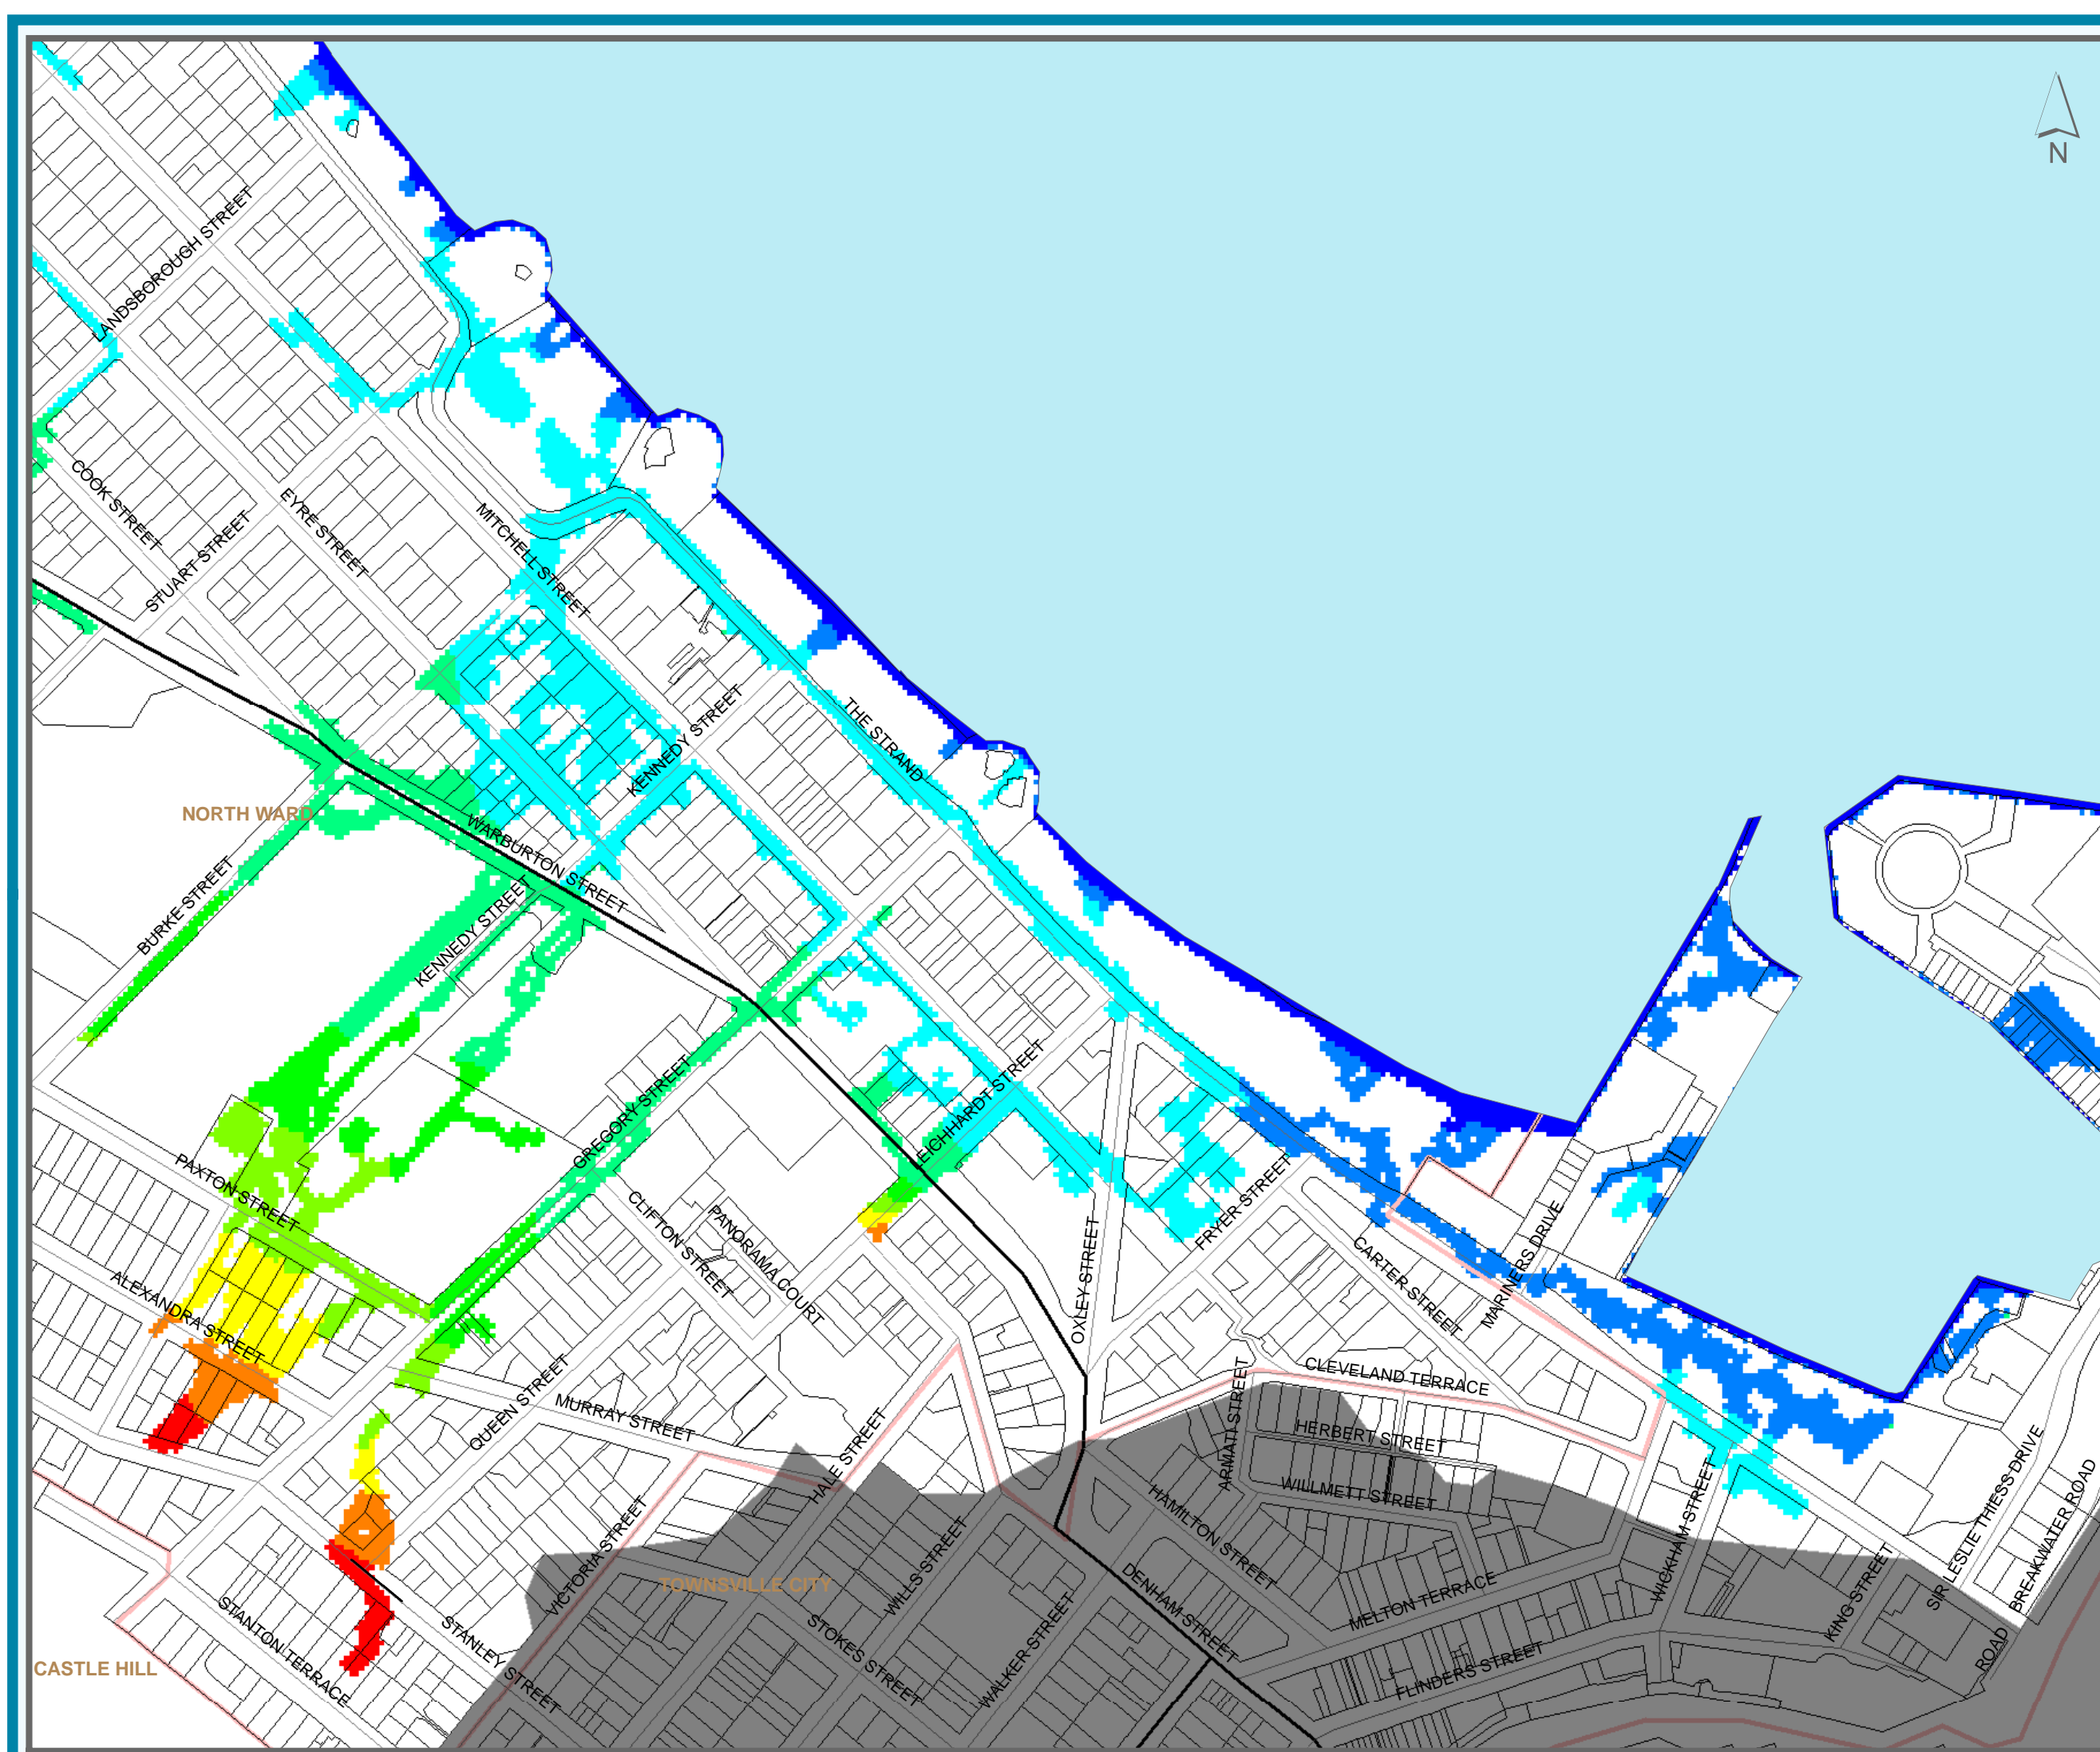 N
ANDSBOROUGH STREET
COOK STREET
STUART STREET
EYRE STREET
MITCHELL STREET
KENNEDY STREET
THE STRAND
NORTH WARD
WARBURTON STREET
BURKE STREET
KENNEDY STREET
GREGORY STREET
EICHHARDT STREET
PAXTON STREET
CLIFTON STREET
PANORAMA COURT
FRYER STREET
OXLEY STREET
CARTER STREET
MARINERS DRIVE
ALEXANDRA STREET
QUEEN STREET
MURRAY STREET
HALE STREET
ARMATI STREET
CLEVELAND TERRACE
HERBERT STREET
WILLMETT STREET
HAMILTON STREET
WICKHAM STREET
SIR LESLIE THIESS DRIVE
BREAKWATER ROAD
KING STREET
VICTORIA STREET
TOWNSVILLE CITY
WILLS STREET
DENHAM STREET
MELTON TERRACE
STANTON TERRACE
STANLEY STREET
STOKES STREET
WALKER STREET
FLINDERS STREET
ROAD
CASTLE HILL